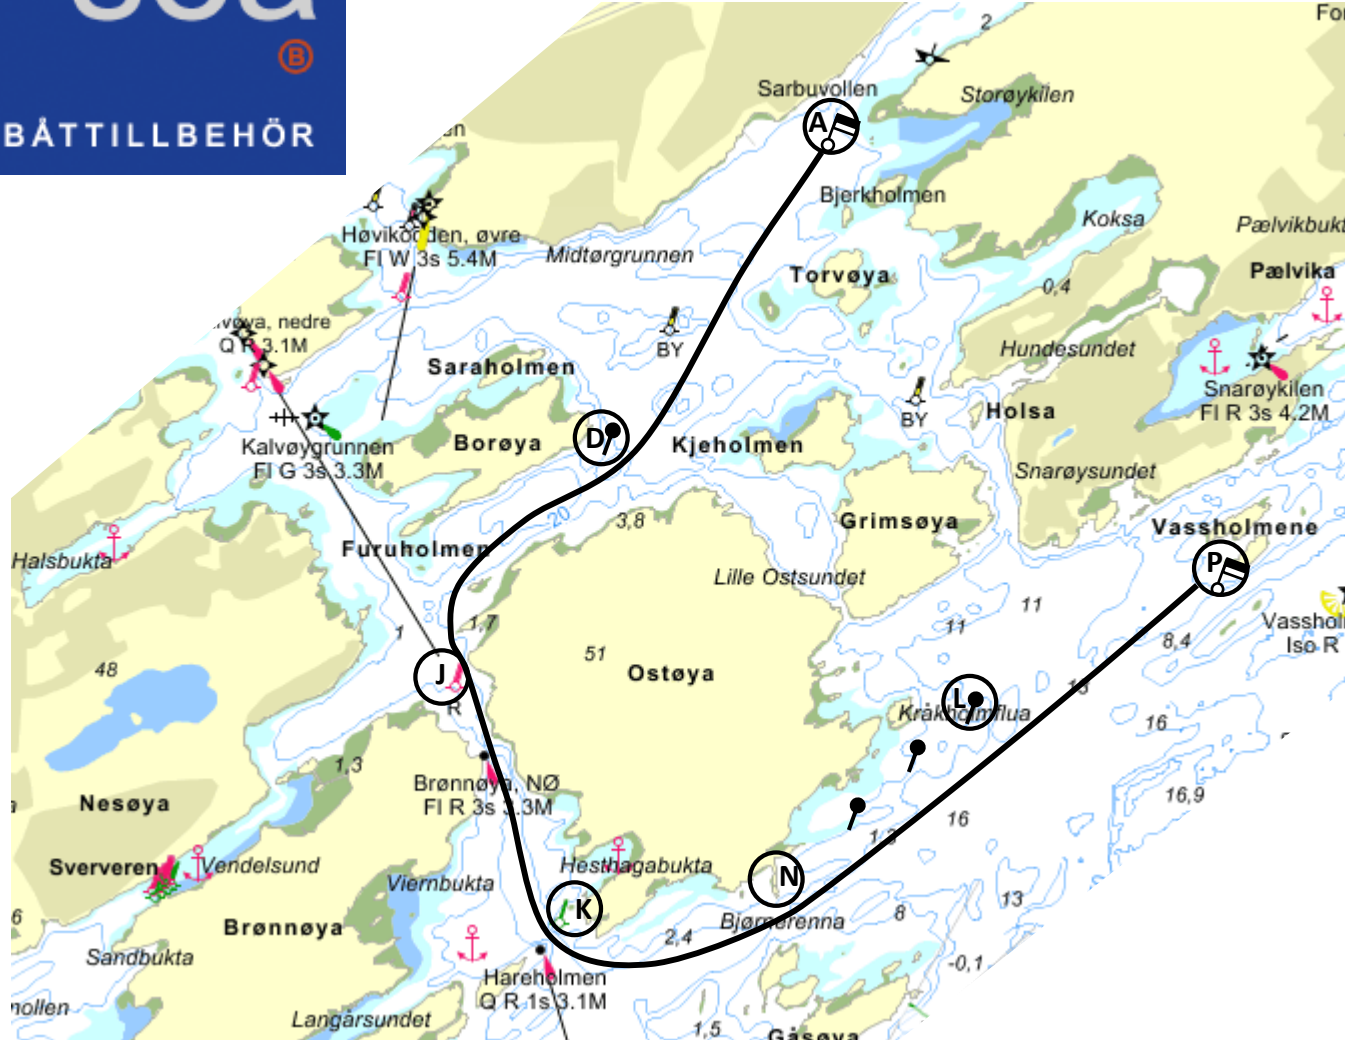 BÅTTILLBEHÖR
B
2
Sarbuvollen
A
Storøykilen
Bjerkholmen
Koksa
Pælvika
Høvikodden, øvre
Fl W 3s 5.4M
Midtørgrunnen
Torvøya
0,4
nedre
Q R 3.1M
BY
Hundesundet
Saraholmen
Snarøykilen
Fl R 3s 4.2M
Holsa
BY
D
Borøya
Kjeholmen
Kalvøygrunnen
Fl G 3s 3.3M
Snarøysundet
20
3,8
Grimsøya
Vassholmene
Furuholmen
Halsbukta
P
Lille Ostsundet
11
11
1,7
1
8,4
Iso R
51
48
Ostøya
J
R
L
Kråkholmflua
16
Brønnøya, NØ
Fl R 3s 3.3M
1,3
Nesøya
16,9
16
Sververen
Vendelsund
Hesthagabukta
Viernbukta
N
13
K
8
Bjørnerenna
6
Brønnøya
2,4
Sandbukta
-0,1
Hareholmen
Q R 1s 3.1M
Langårsundet
1,5
Gåsøya